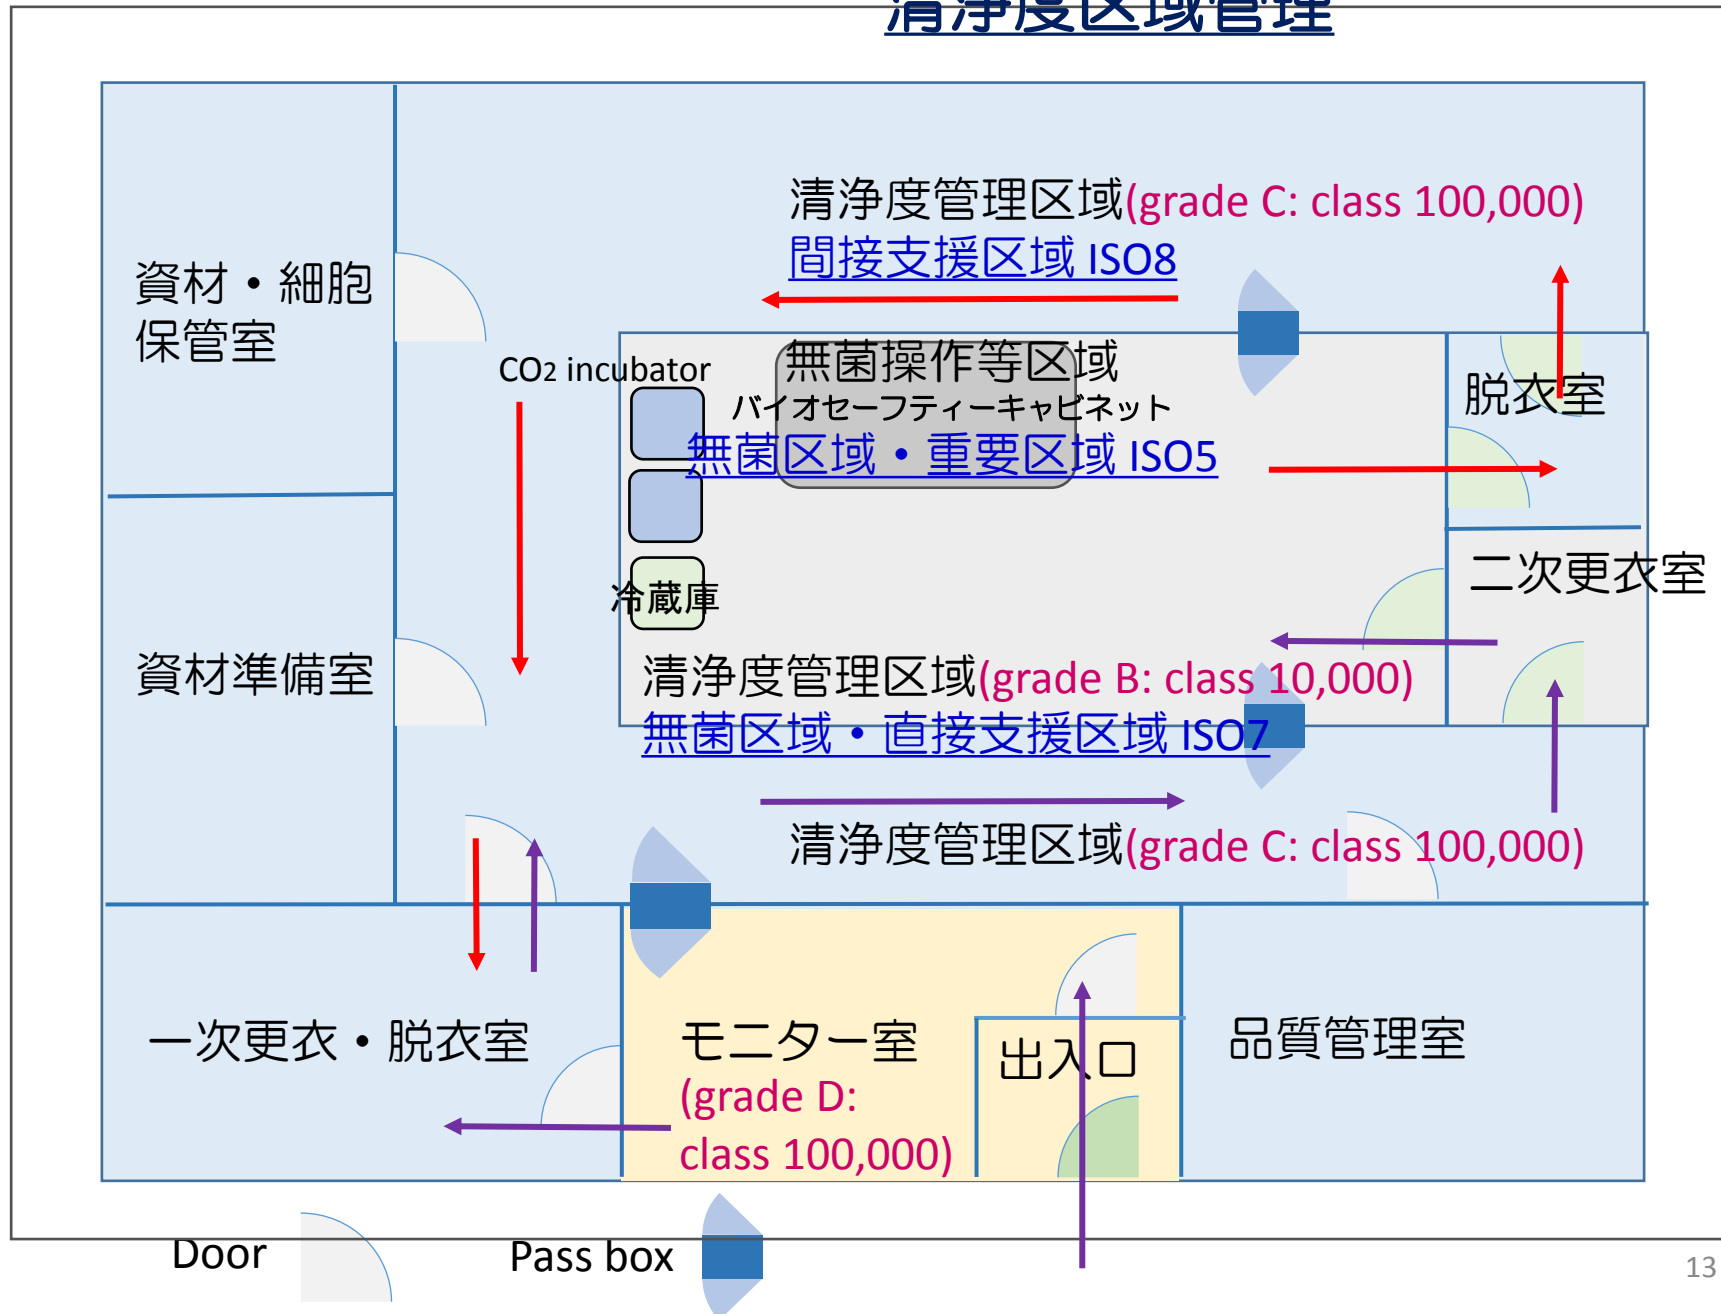 清浄度区域管理
清浄度管理区域(grade C: class 100,000)
間接支援区域 ISO8
資材・細胞
保管室
CO2 incubator
無菌操作等区域
バイオセーフティーキャビネット
無菌区域・重要区域 ISO5
脱衣室
二次更衣室
冷蔵庫
資材準備室
清浄度管理区域(grade B: class 10,000)
無菌区域・直接支援区域 ISO7
清浄度管理区域(grade C: class 100,000)
一次更衣・脱衣室
モニター室
(grade D:
class 100,000)
出入口
品質管理室
Door
Pass box
13